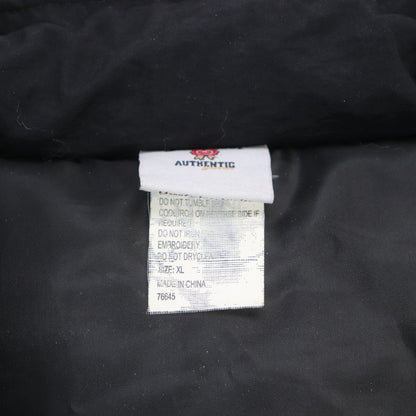 AUTHENTIC
DO NOT TUMBLE
COOL IRON ON REVERSE SIDE IF
REQUIRED
DO NOT IRON
EMBROIDERY
DO NOT DRYCLEAN
SIZE: XL
MADE IN CHINA
76645